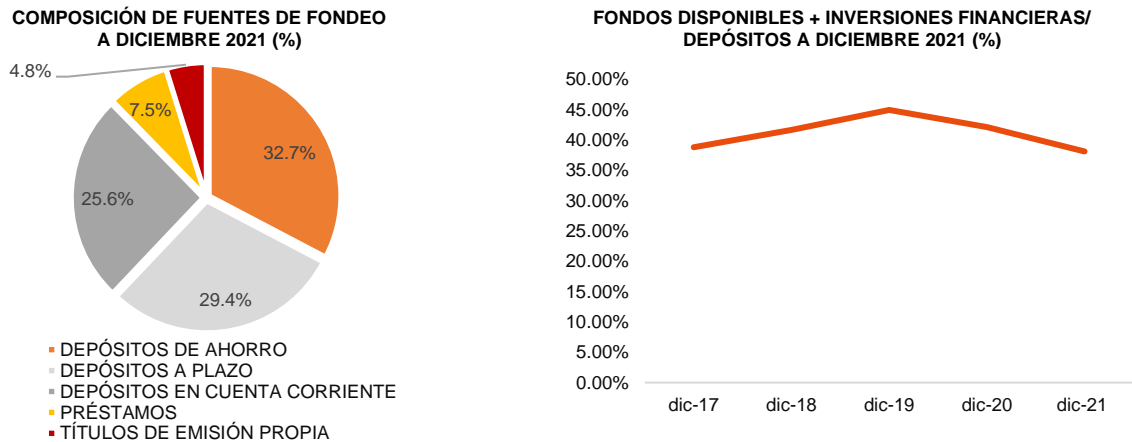 COMPOSICIÓN DE FUENTES DE FONDEO
A DICIEMBRE 2021 (%)
4.8%
7.5%
32.7%
25.6%
29.4%
DEPÓSITOS DE AHORRO
DEPÓSITOS A PLAZO
DEPÓSITOS EN CUENTA CORRIENTE
PRÉSTAMOS
TÍTULOS DE EMISIÓN PROPIA
FONDOS DISPONIBLES + INVERSIONES FINANCIERAS/
DEPÓSITOS A DICIEMBRE 2021 (%)
50.00%
45.00%
40.00%
35.00%
30.00%
25.00%
20.00%
15.00%
10.00%
5.00%
0.00%
dic-17 dic-18 dic-19 dic-20 dic-21